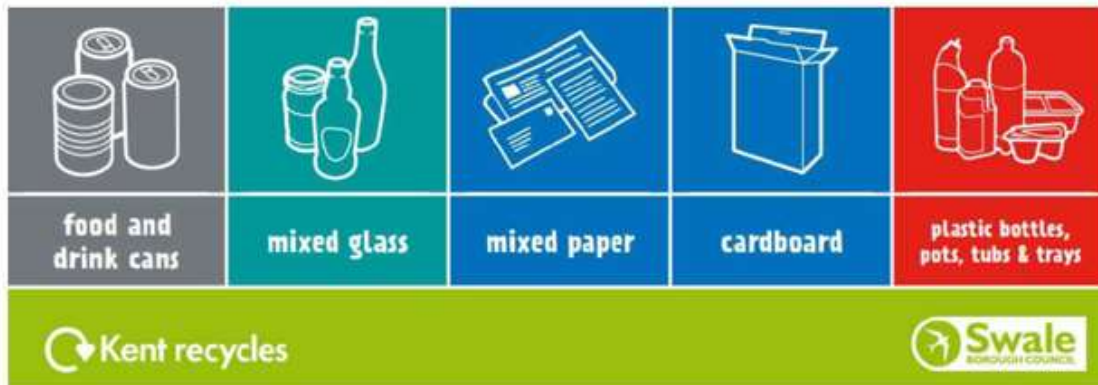 food and
drink cans
mixed glass
mixed paper
cardboard
plastic bottles,
pots, tubs & trays
Kent recycles
Swale
BOROUGH COUNCIL